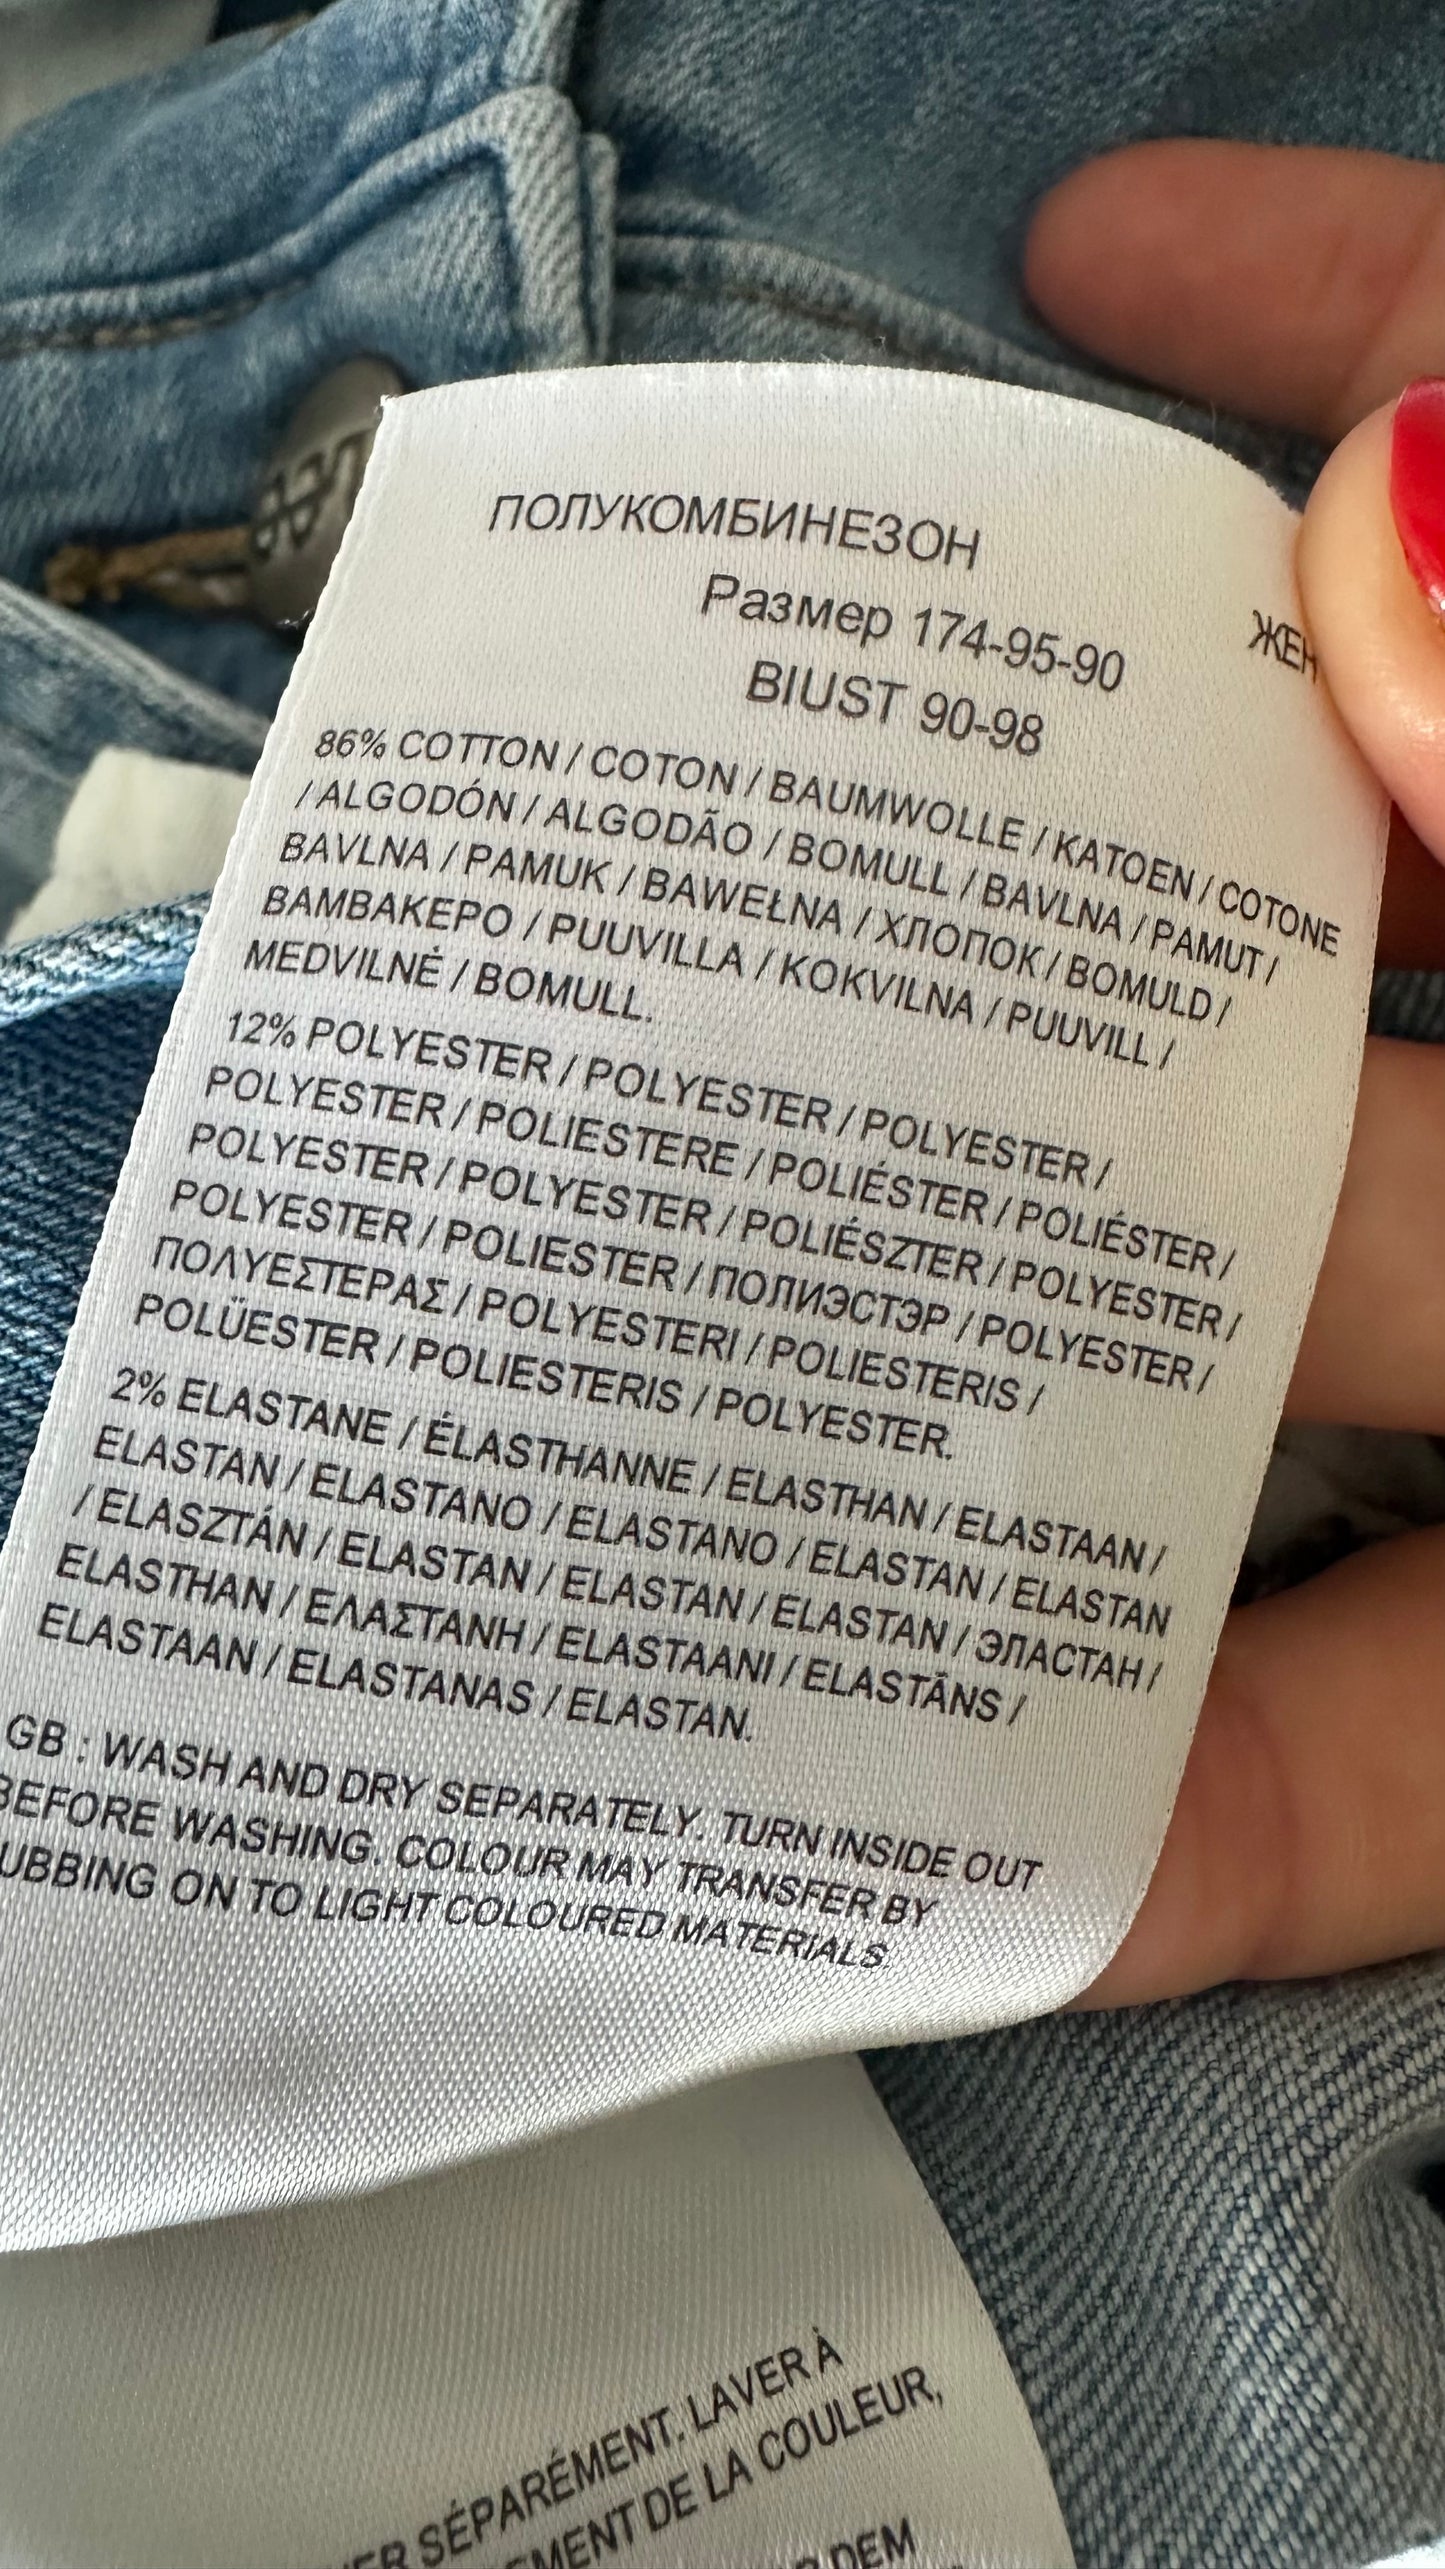 ПОЛУКОМБИНЕЗОН
Размер 174-95-90
BIUST 90-98
86% COTTON / COTON / BAUMWOLLE / KATOEN / COTONE
/ ALGODÓN / ALGODÃO / BOMULL / BAVLNA / PAMUT /
BAVLNA / PAMUK / BAWEŁNA / ХЛОПОК / BOMULD /
ΒΑΜΒΑΚΕΡΟ / PUUVILLA / KOKVILNA / PUUVILL /
MEDVILNĖ / BOMULL.
12% POLYESTER / POLYESTER / POLYESTER /
POLYESTER / POLIESTERE / POLIÉSTER / POLIÉSTER /
POLYESTER / POLYESTER / POLIÉSZTER / POLYESTER /
POLYESTER / POLIESTER / ПОЛИЭСТЭР / POLYESTER /
ΠΟΛΥΕΣΤΕΡΑΣ / POLYESTERI / POLIESTERIS /
POLÜESTER / POLIESTERIS / POLYESTER.
2% ELASTANE / ÉLASTHANNE / ELASTHAN / ELASTAAN /
ELASTAN / ELASTANO / ELASTANO / ELASTAN / ELASTAN
/ ELASZTÁN / ELASTAN / ELASTAN / ELASTAN / ЭЛАСТАН /
ELASTHAN / ΕΛΑΣΤΑΝΗ / ELASTAANI / ELASTĀNS /
ELASTAAN / ELASTANAS / ELASTAN.
GB : WASH AND DRY SEPARATELY. TURN INSIDE OUT
BEFORE WASHING. COLOUR MAY TRANSFER BY
UBBING ON TO LIGHT COLOURED MATERIALS.
SÉPARÉMENT. LAVER À
DE LA COULEUR,
DEM